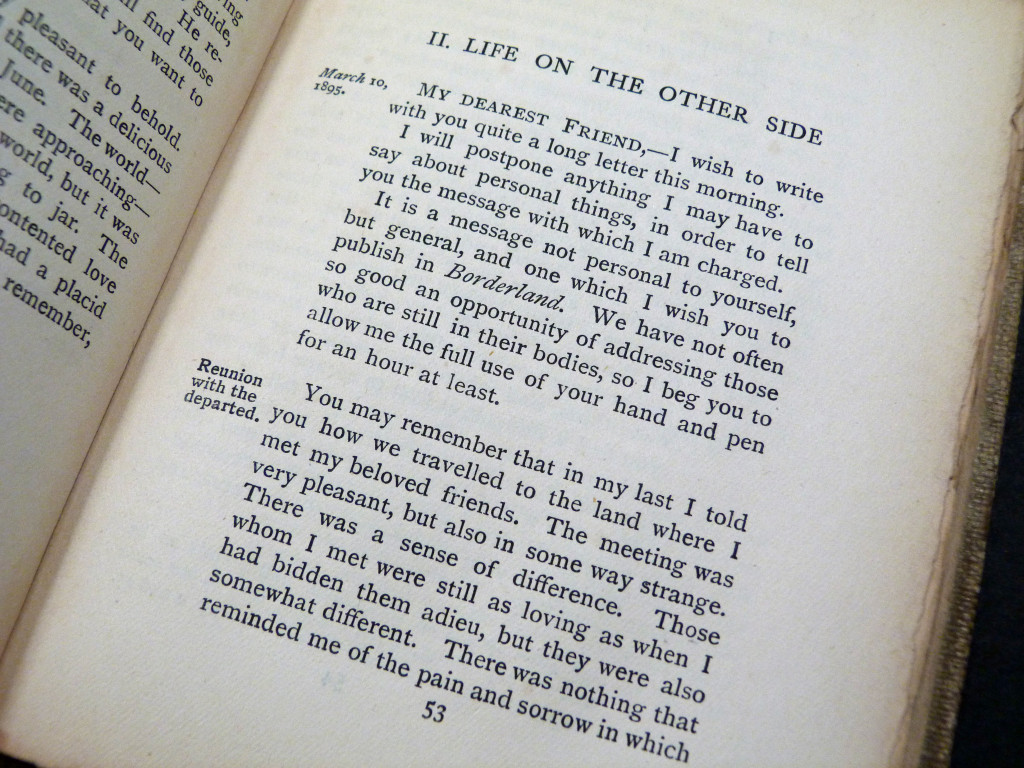 ing
guide,
ll find those
He re-
hat you want to
pleasant to behold.
there was a delicious
June. The world—
ere approaching—
world, but it was
g to jar. The
ontented love
had a placid
remember,
II. LIFE ON THE OTHER SIDE
March 10,
1895.
MY DEAREST FRIEND,—I wish to write
with you quite a long letter this morning.
I will postpone anything I may have to
say about personal things, in order to tell
you the message with which I am charged.
It is a message not personal to yourself,
but general, and one which I wish you to
publish in Borderland. We have not often
so good an opportunity of addressing those
who are still in their bodies, so I beg you to
allow me the full use of your hand and pen
for an hour at least.
Reunion
with the
departed.
You may remember that in my last I told
you how we travelled to the land where I
met my beloved friends. The meeting was
very pleasant, but also in some way strange.
There was a sense of difference. Those
whom I met were still as loving as when I
had bidden them adieu, but they were also
somewhat different. There was nothing that
reminded me of the pain and sorrow in which
53